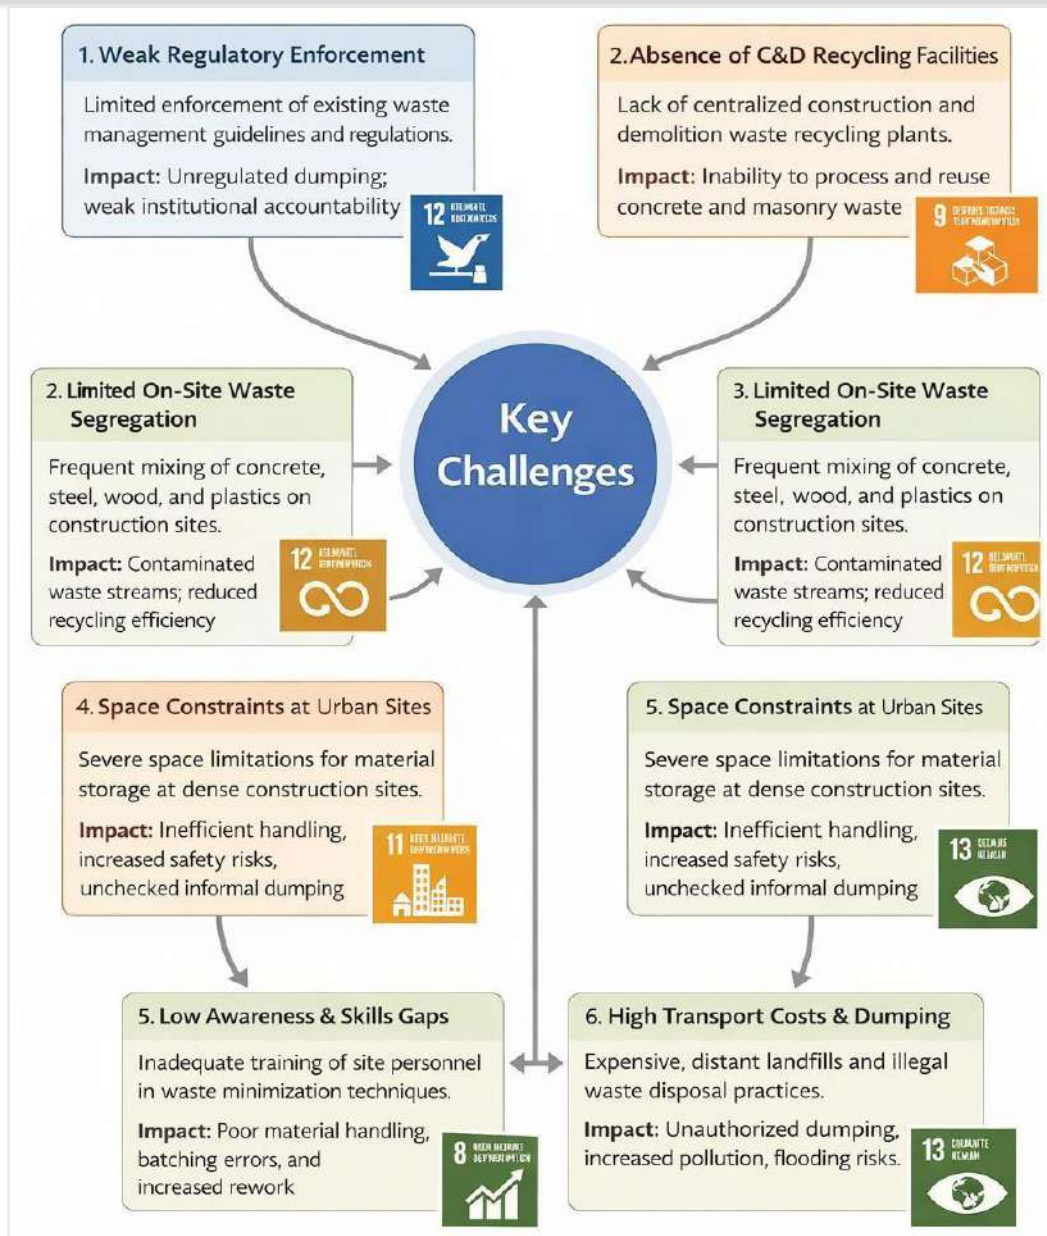 1. Weak Regulatory Enforcement
Limited enforcement of existing waste
management guidelines and regulations.
Impact: Unregulated dumping;
weak institutional accountability
12
2. Absence of C&D Recycling Facilities
Lack of centralized construction and
demolition waste recycling plants.
Impact: Inability to process and reuse
concrete and masonry waste
9
Key
Challenges
2. Limited On-Site Waste
Segregation
Frequent mixing of concrete,
steel, wood, and plastics on
construction sites.
Impact: Contaminated
waste streams; reduced
recycling efficiency
12
3. Limited On-Site Waste
Segregation
Frequent mixing of concrete,
steel, wood, and plastics on
construction sites.
Impact: Contaminated
waste streams; reduced
recycling efficiency
12
4. Space Constraints at Urban Sites
Severe space limitations for material
storage at dense construction sites.
Impact: Inefficient handling,
increased safety risks,
unchecked informal dumping
11
5. Space Constraints at Urban Sites
Severe space limitations for material
storage at dense construction sites.
Impact: Inefficient handling,
increased safety risks,
unchecked informal dumping
13
5. Low Awareness & Skills Gaps
Inadequate training of site personnel
in waste minimization techniques.
Impact: Poor material handling,
batching errors, and
increased rework
8
6. High Transport Costs & Dumping
Expensive, distant landfills and illegal
waste disposal practices.
Impact: Unauthorized dumping,
increased pollution, flooding risks.
13